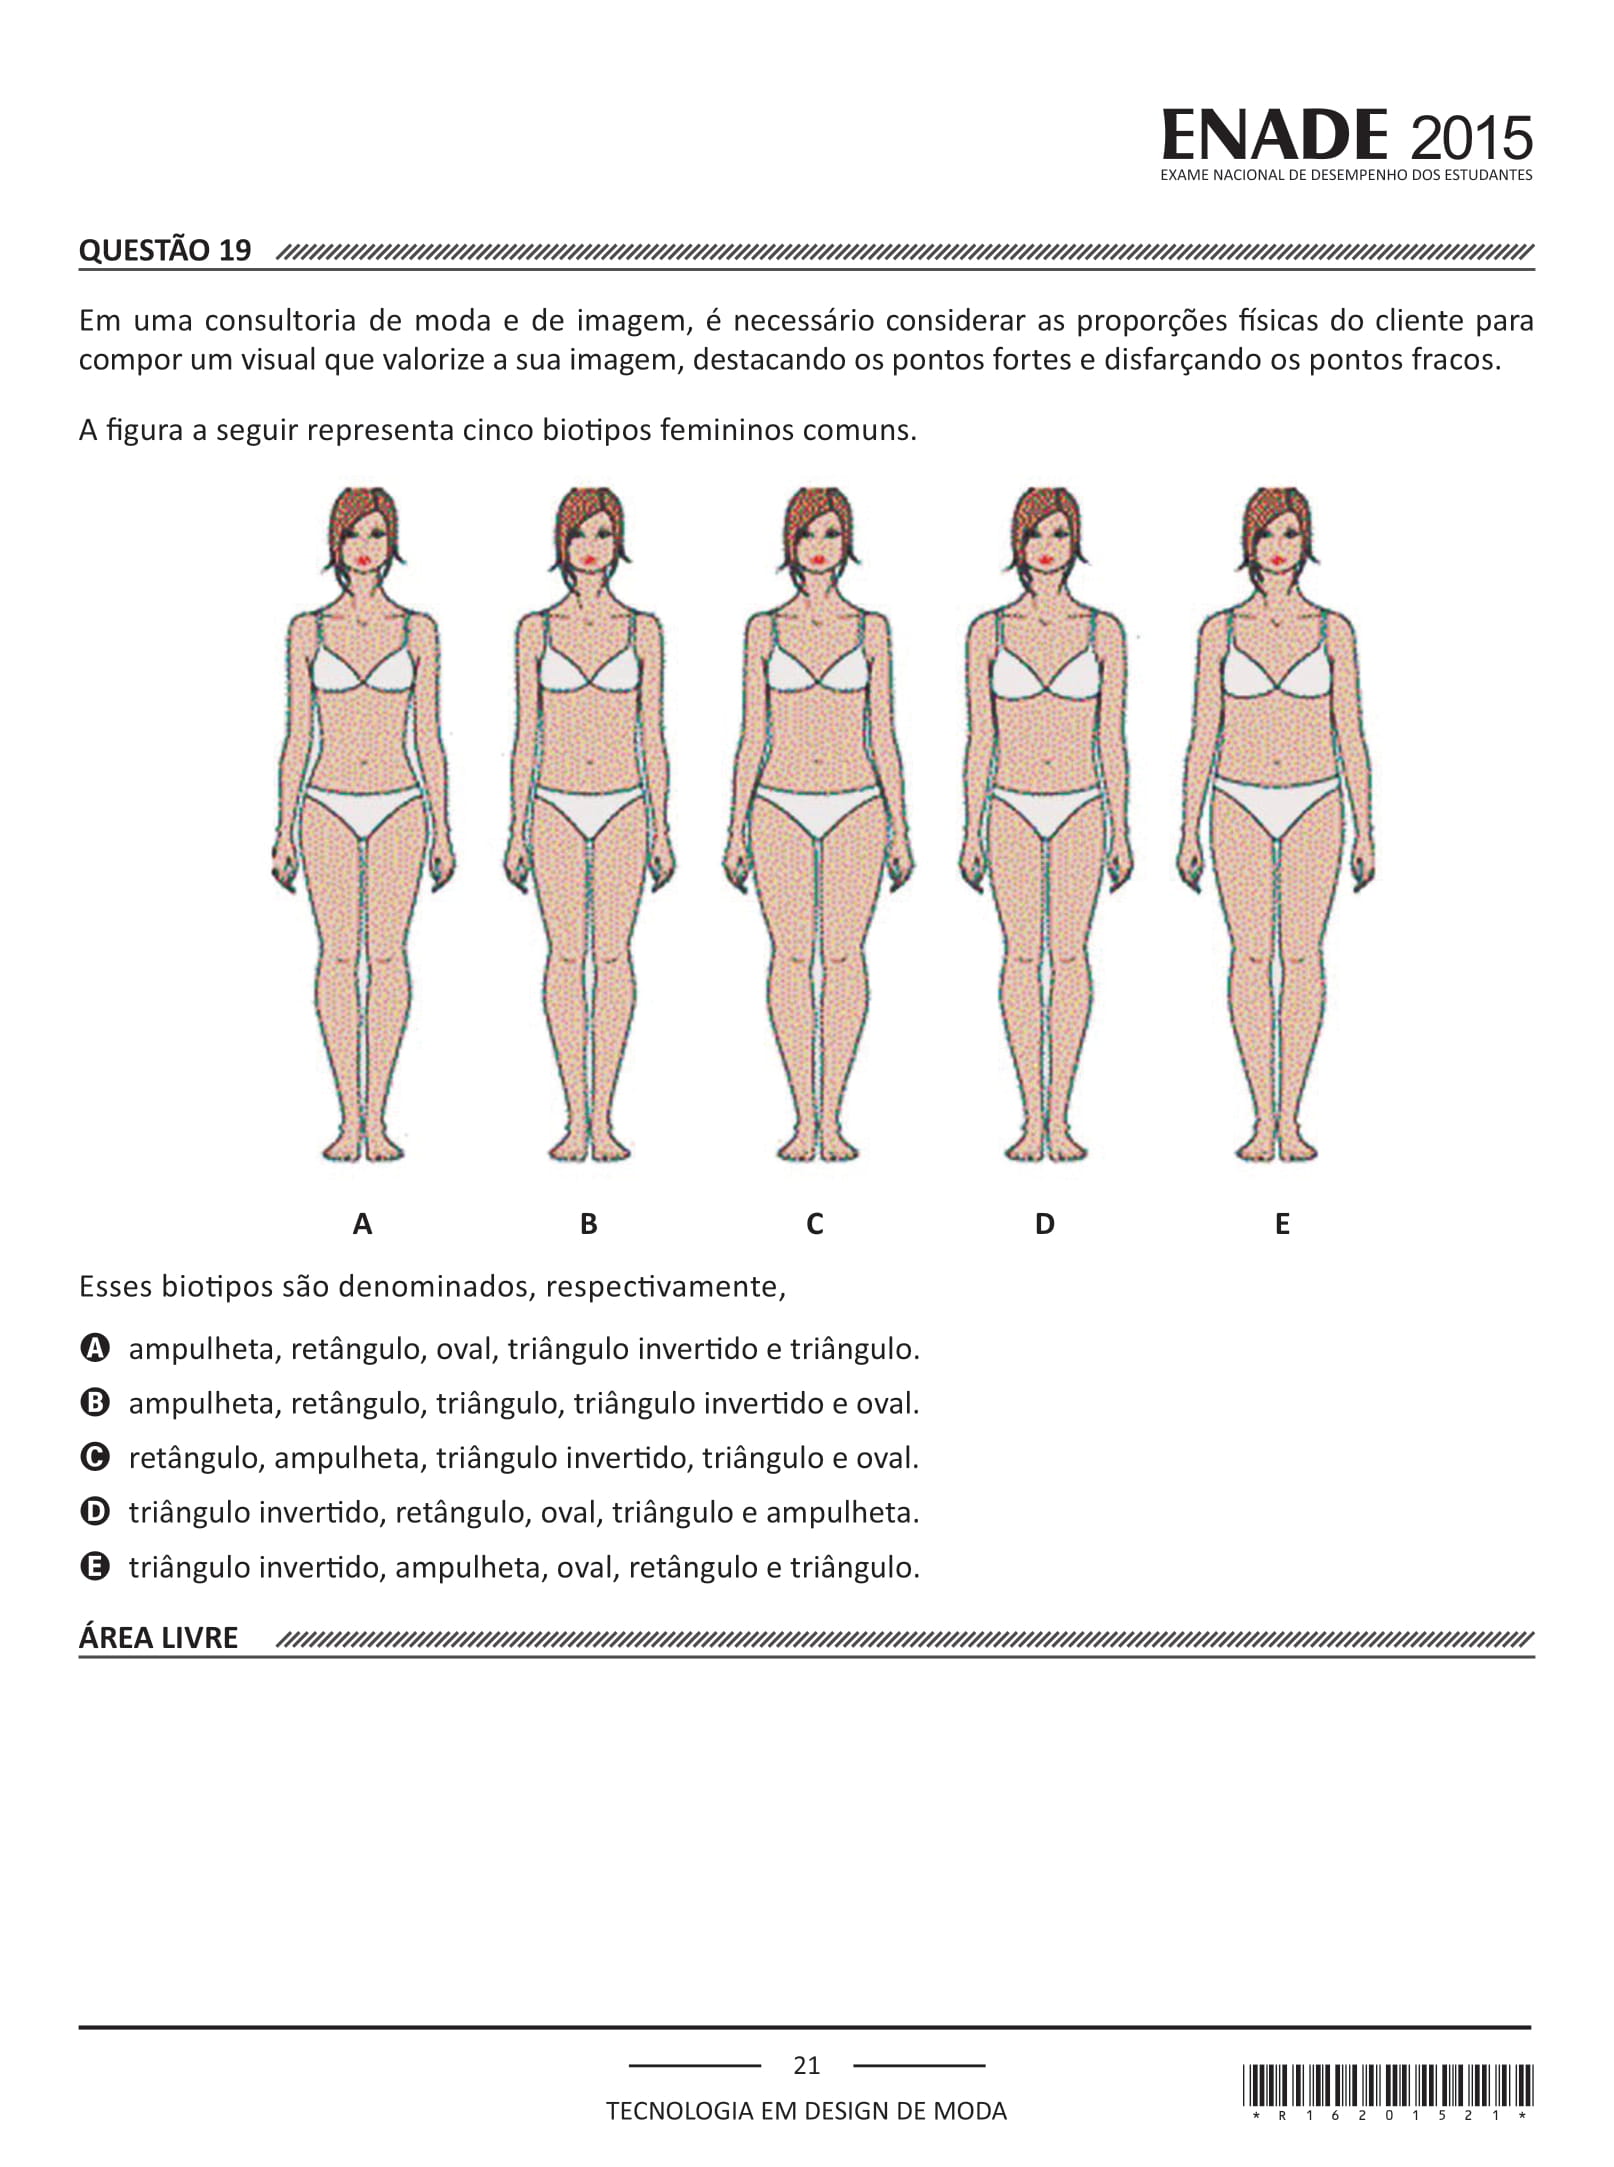 ENADE 2015
EXAME NACIONAL DE DESEMPENHO DOS ESTUDANTES
QUESTÃO 19
Em uma consultoria de moda e de imagem, é necessário considerar as proporções físicas do cliente para
compor um visual que valorize a sua imagem, destacando os pontos fortes e disfarçando os pontos fracos.
A figura a seguir representa cinco biotipos femininos comuns.
A B C D E
Esses biotipos são denominados, respectivamente,
A ampulheta, retângulo, oval, triângulo invertido e triângulo.
B ampulheta, retângulo, triângulo, triângulo invertido e oval.
C retângulo, ampulheta, triângulo invertido, triângulo e oval.
D triângulo invertido, retângulo, oval, triângulo e ampulheta.
E triângulo invertido, ampulheta, oval, retângulo e triângulo.
ÁREA LIVRE
21
TECNOLOGIA EM DESIGN DE MODA
* R 1 6 2 0 1 5 2 1 *